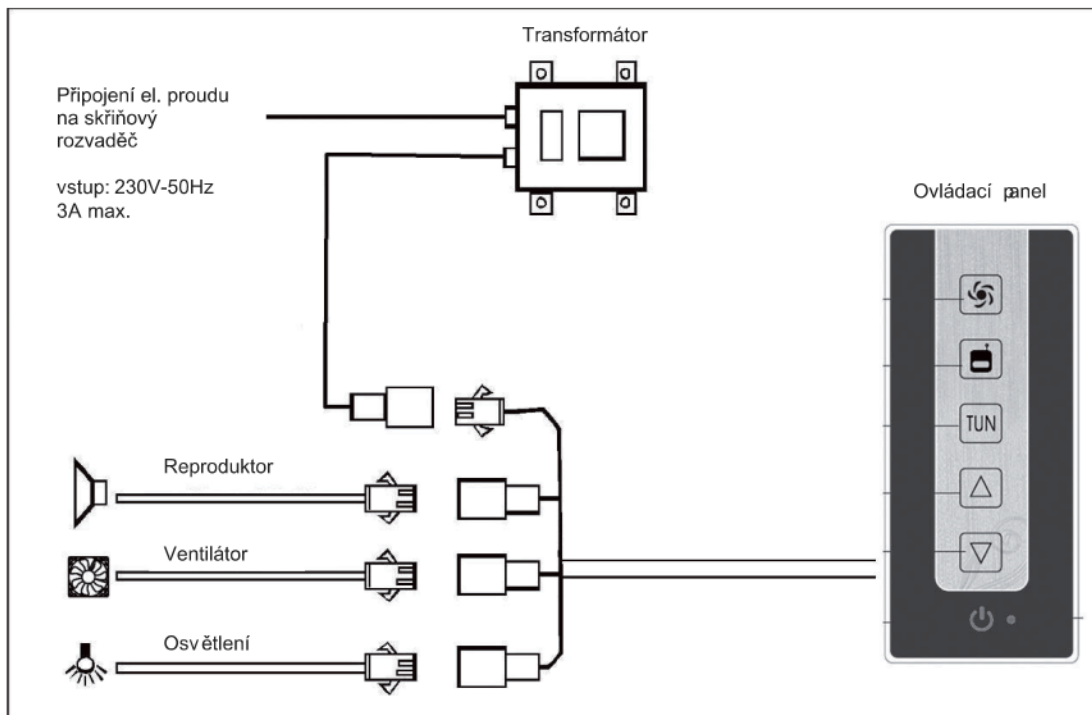 Transformátor
Připojení el. proudu
na skříňový
rozvaděč
vstup: 230V-50Hz
3A max.
Ovládací panel
TUN
Reproduktor
Ventilátor
Osvětlení